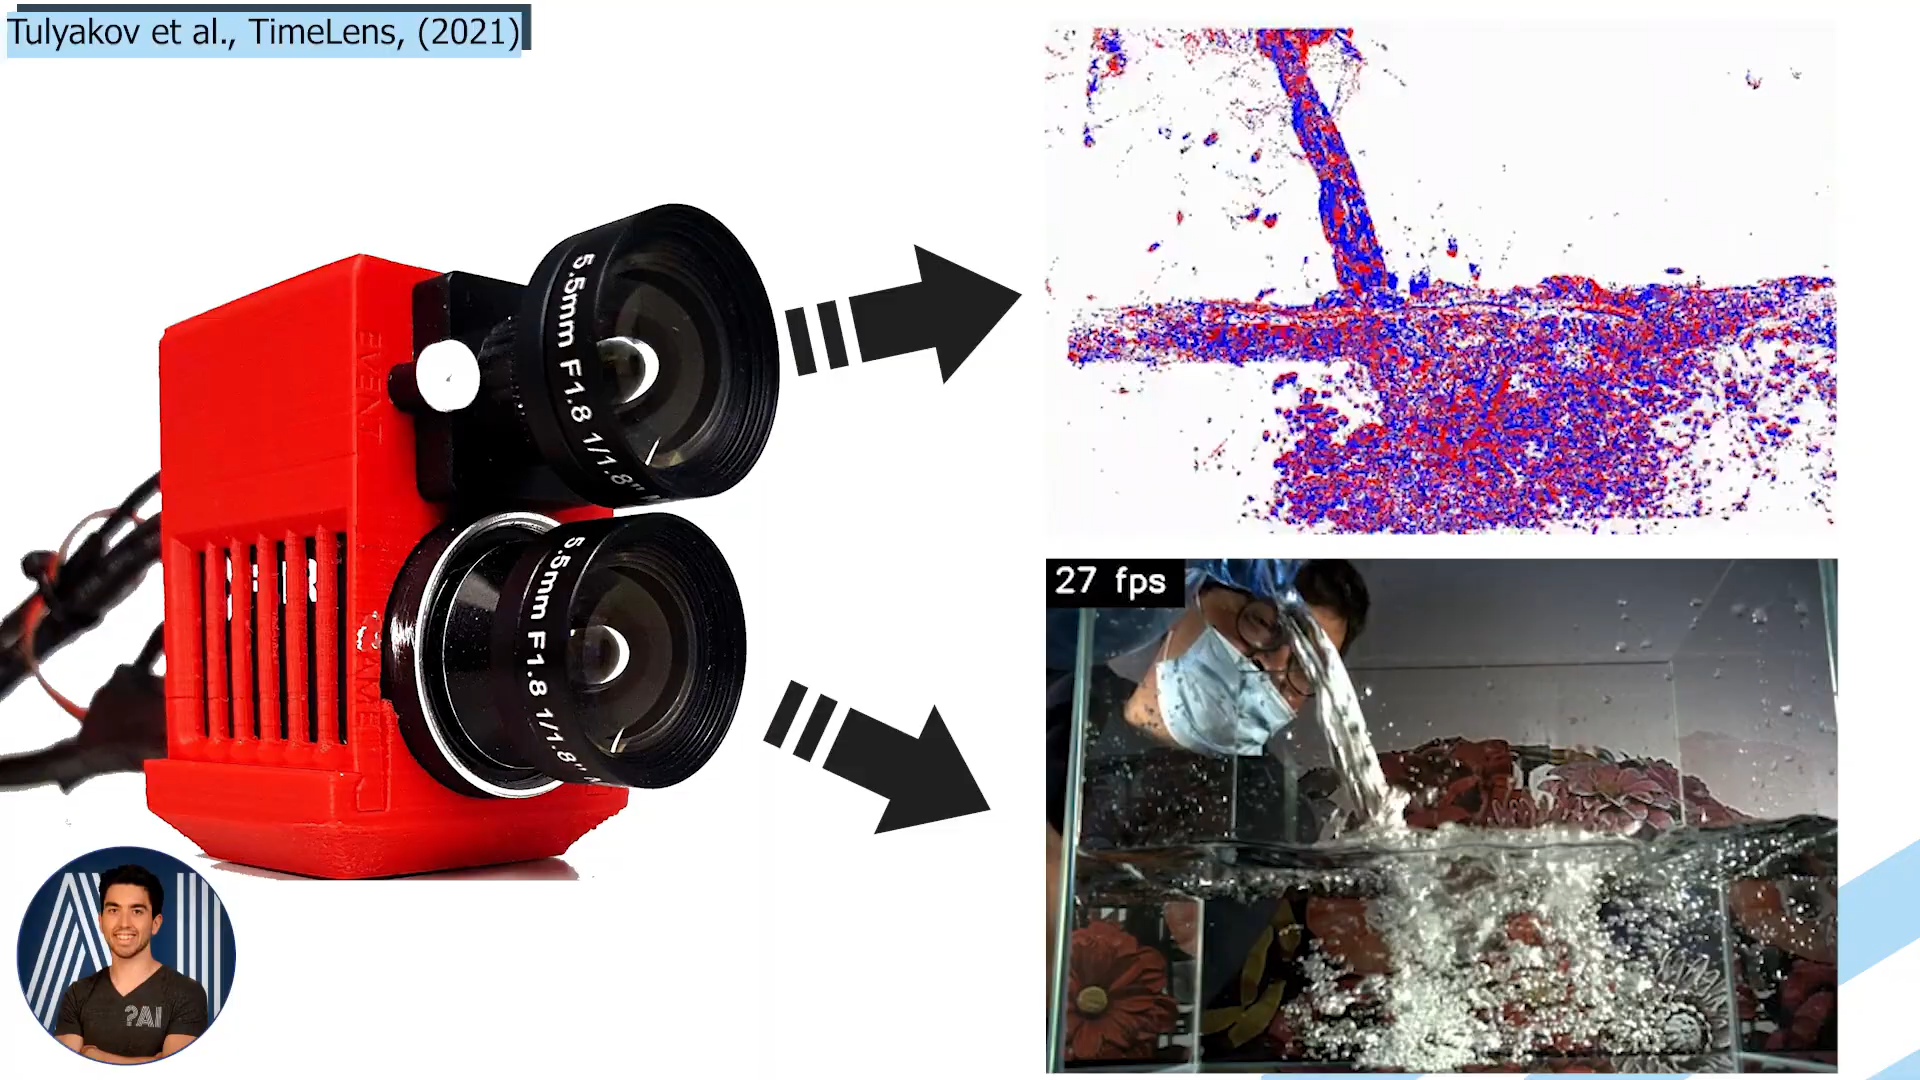 Tulyakov et al., TimeLens, (2021)
EVENT
5.5mm F1.8 1/1.8"
5.5mm F1.8 1/1.8"
27 fps
?AI